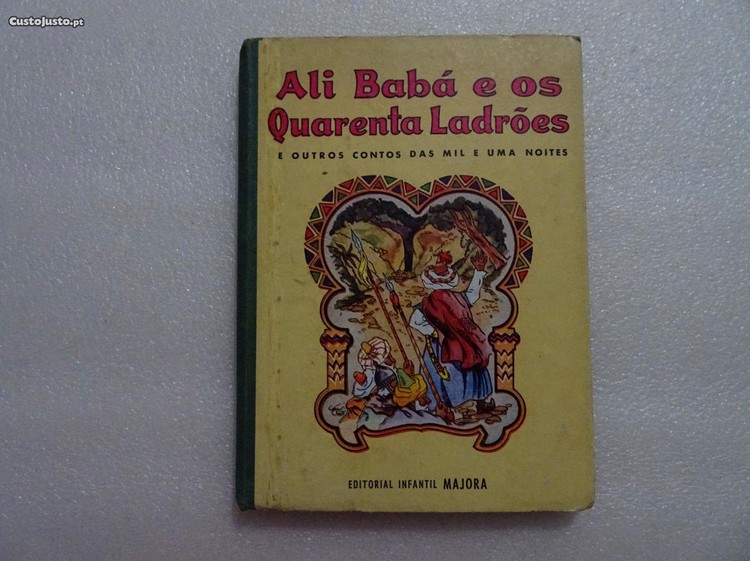 CustoJusto.pt
Ali Babá e os
Quarenta Ladrões
E OUTROS CONTOS DAS MIL E UMA NOITES
EDITORIAL INFANTIL MAJORA